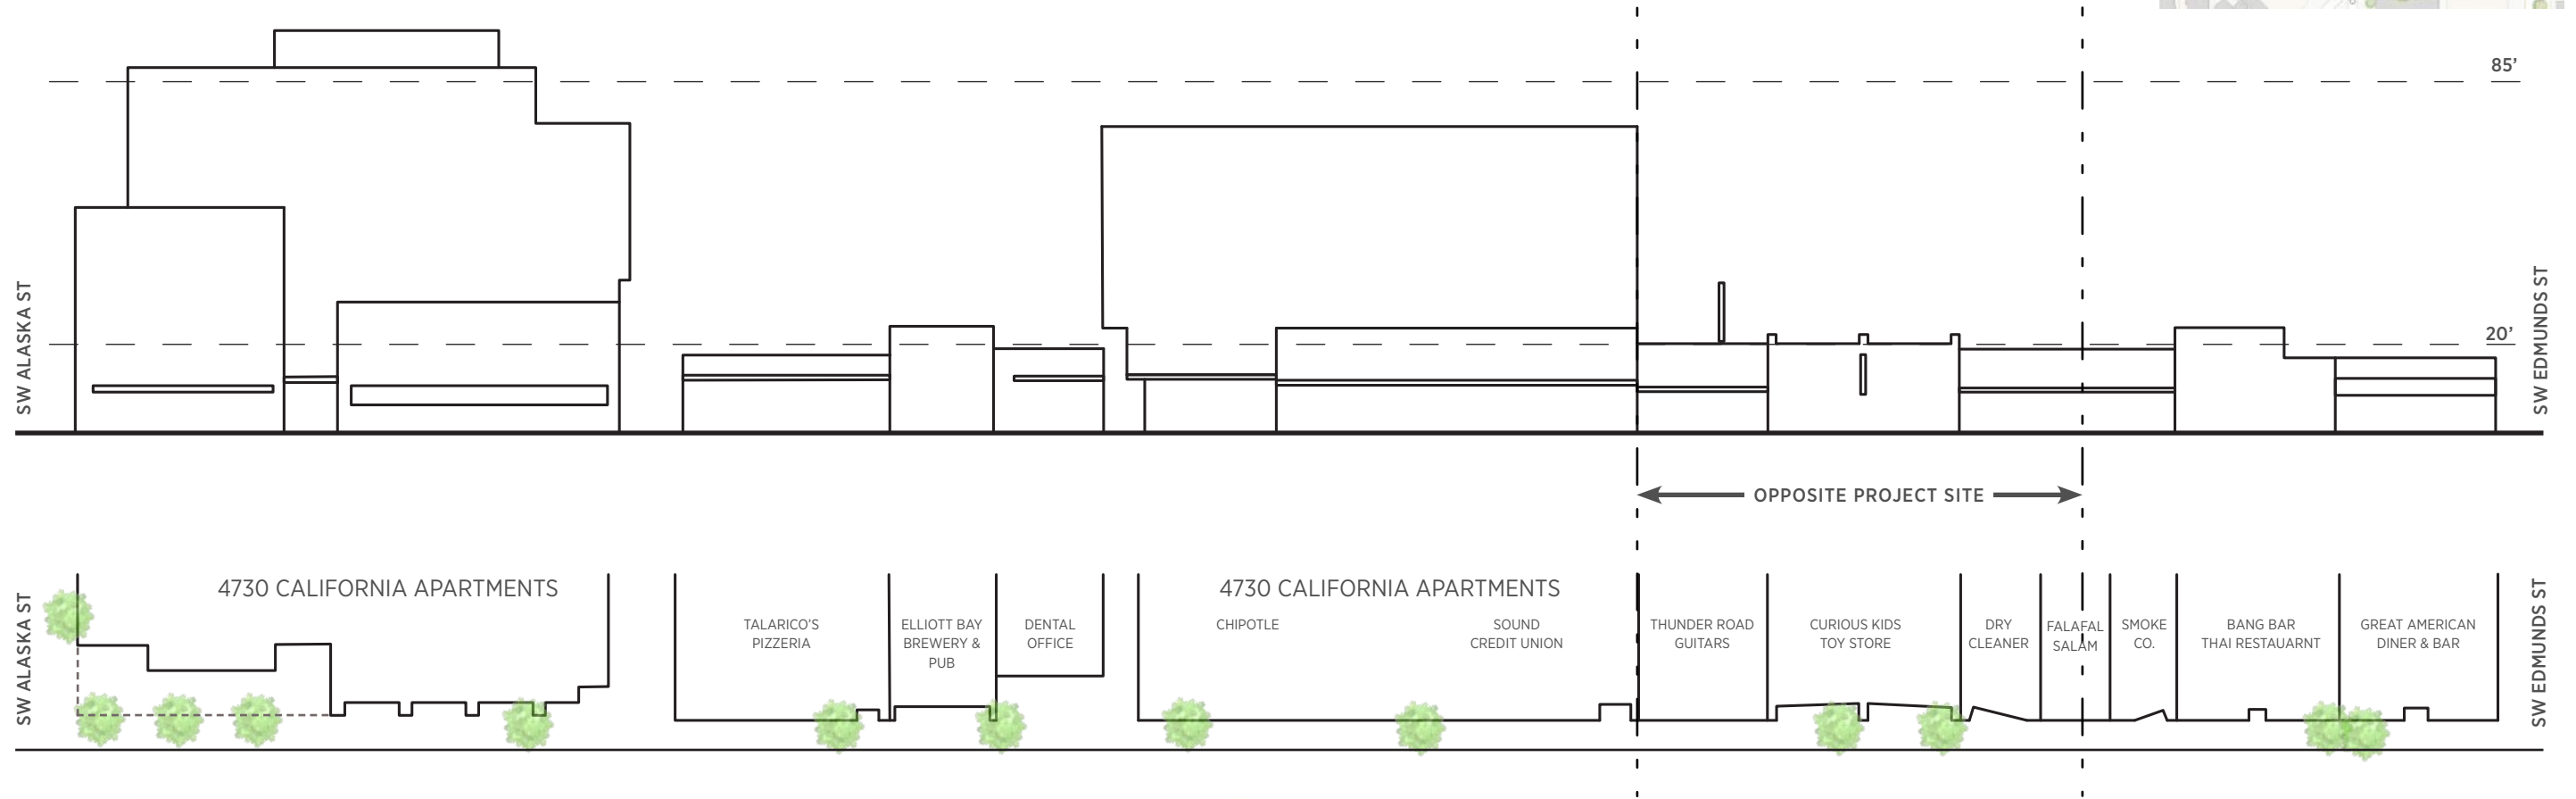 85’
20’
SW ALASKA ST
SW EDMUNDS ST
OPPOSITE PROJECT SITE
SW ALASKA ST
4730 CALIFORNIA APARTMENTS
TALARICO’S
PIZZERIA
ELLIOTT BAY
BREWERY &
PUB
DENTAL
OFFICE
4730 CALIFORNIA APARTMENTS
CHIPOTLE
SOUND
CREDIT UNION
THUNDER ROAD
GUITARS
CURIOUS KIDS
TOY STORE
DRY
CLEANER
FALAFAL
SALAM
SMOKE
CO.
BANG BAR
THAI RESTAUARNT
GREAT AMERICAN
DINER & BAR
SW EDMUNDS ST